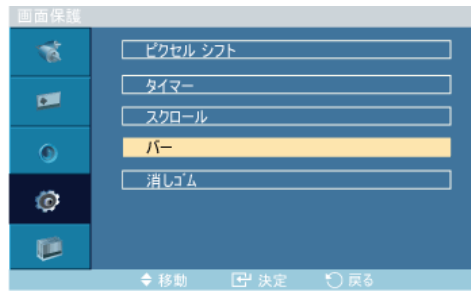 画面保護
ピクセル シフト
タイマー
スクロール
バー
消しゴム
移動 決定 戻る